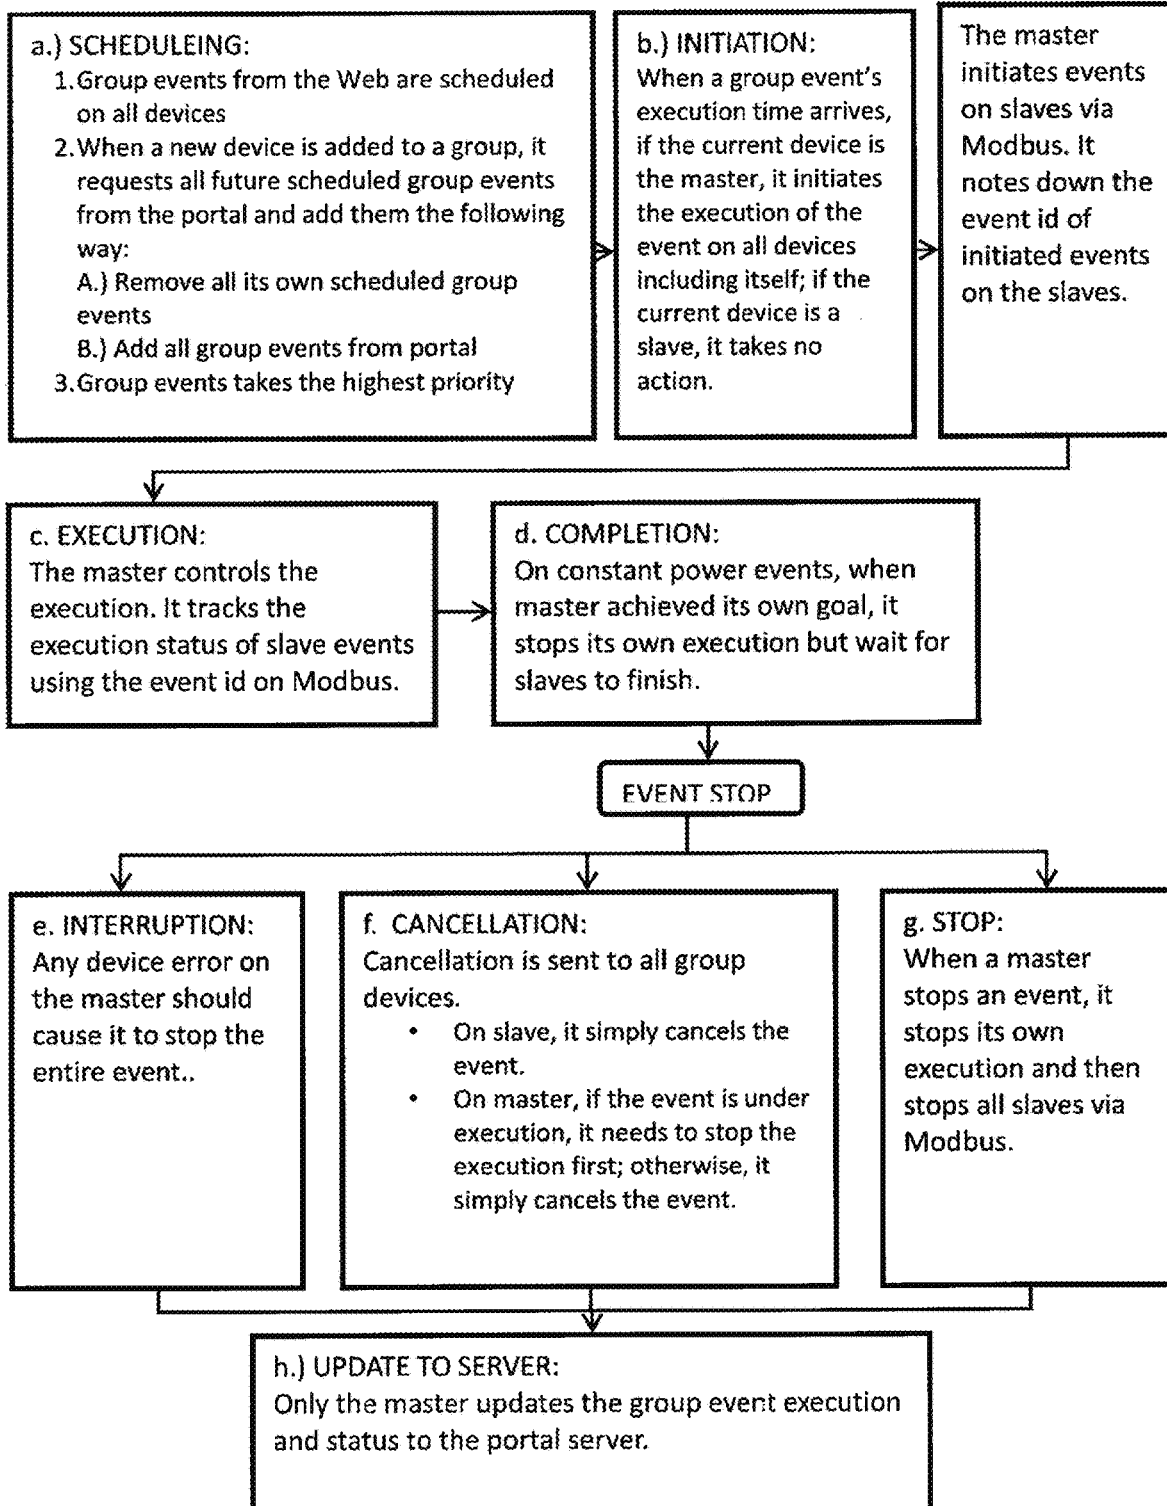 a.) SCHEDULEING:
1.Group events from the Web are scheduled
on all devices
2.When a new device is added to a group, it
requests all future scheduled group events
from the portal and add them the following
way:
A.) Remove all its own scheduled group
events
B.) Add all group events from portal
3.Group events takes the highest priority
b.) INITIATION:
When a group event's
execution time arrives,
if the current device is
the master, it initiates
the execution of the
event on all devices
including itself; if the
current device is a
slave, it takes no
action.
The master
initiates events
on slaves via
Modbus. It
notes down the
event id of
initiated events
on the slaves.
c. EXECUTION:
The master controls the
execution. It tracks the
execution status of slave events
using the event id on Modbus.
d. COMPLETION:
On constant power events, when
master achieved its own goal, it
stops its own execution but wait for
slaves to finish.
EVENT STOP
e. INTERRUPTION:
Any device error on
the master should
cause it to stop the
entire event..
f. CANCELLATION:
Cancellation is sent to all group
devices.
• On slave, it simply cancels the
event.
• On master, if the event is under
execution, it needs to stop the
execution first; otherwise, it
simply cancels the event.
g. STOP:
When a master
stops an event, it
stops its own
execution and then
stops all slaves via
Modbus.
h.) UPDATE TO SERVER:
Only the master updates the group event execution
and status to the portal server.